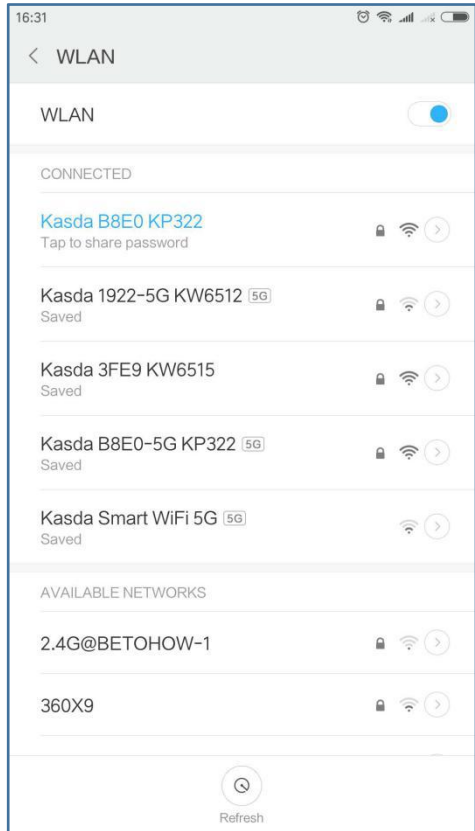 16:31
WLAN
WLAN
CONNECTED
Kasda B8E0 KP322
Tap to share password
Kasda 1922-5G KW6512 5G
Saved
Kasda 3FE9 KW6515
Saved
Kasda B8E0-5G KP322 5G
Saved
Kasda Smart WiFi 5G 5G
Saved
AVAILABLE NETWORKS
2.4G@BETOHOW-1
360X9
Refresh